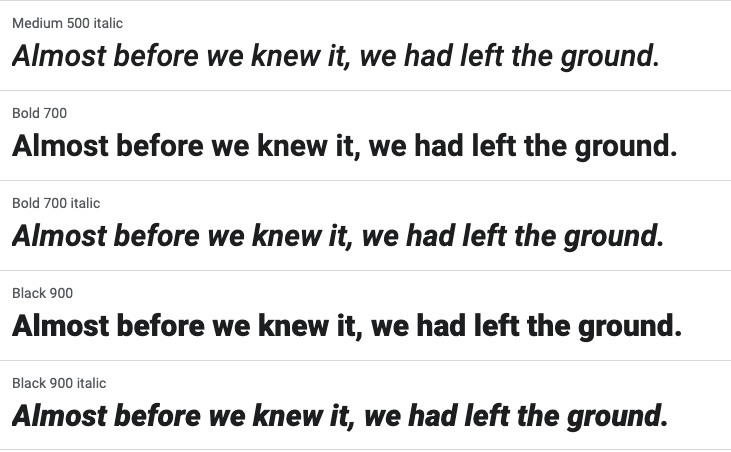 Medium 500 italic
Almost before we knew it, we had left the ground.
Bold 700
Almost before we knew it, we had left the ground.
Bold 700 italic
Almost before we knew it, we had left the ground.
Black 900
Almost before we knew it, we had left the ground.
Black 900 italic
Almost before we knew it, we had left the ground.